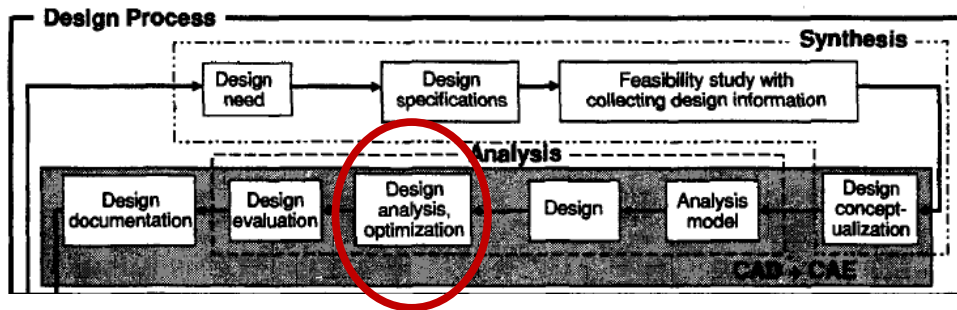 Design Process
Synthesis
Design
need
Design
specifications
Feasibility study with
collecting design information
Analysis
Design
documentation
Design
evaluation
Design
analysis,
optimization
Design
Analysis
model
Design
concept-
ualization
CAD + CAE